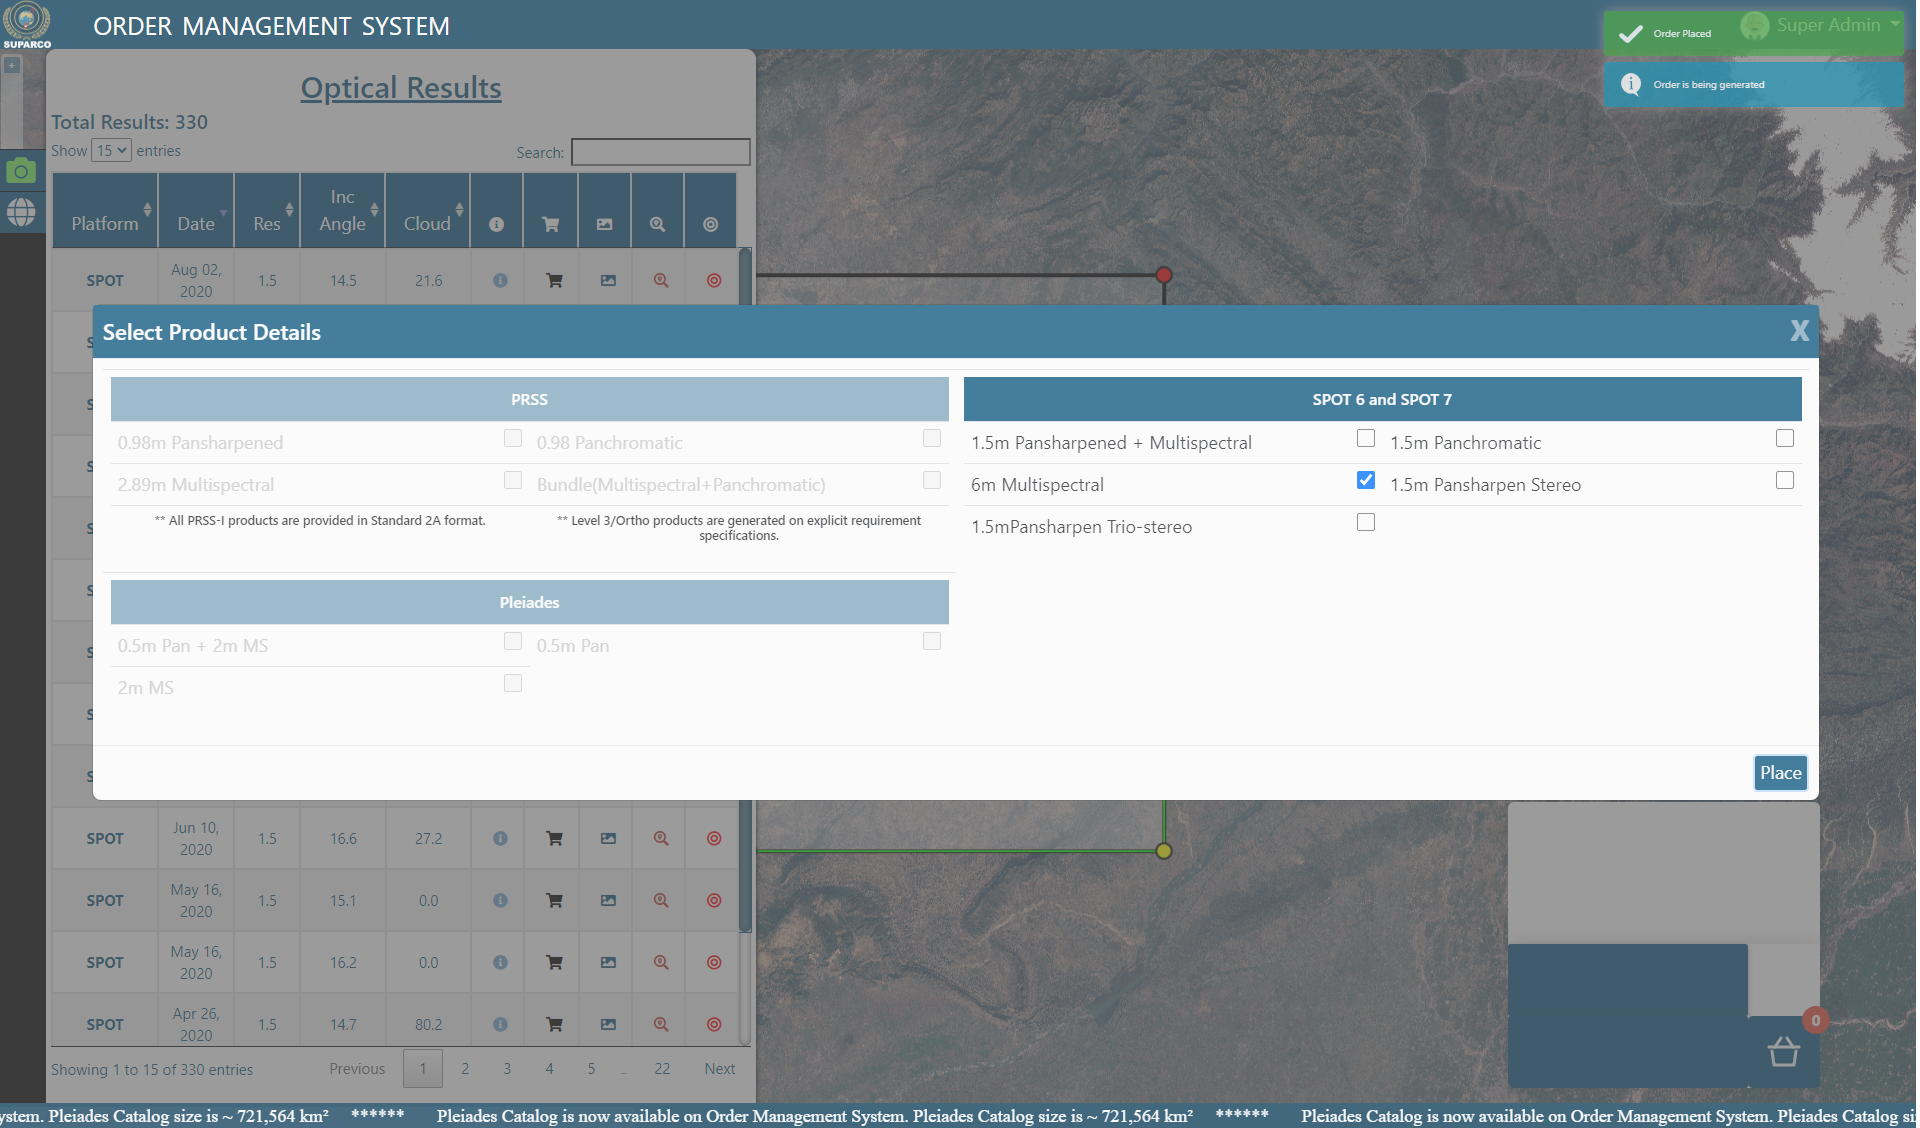 SUPARCO
ORDER MANAGEMENT SYSTEM
Super Admin
Order Placed
Order is being generated
Optical Results
Total Results: 330
Show 15 entries
Search:
Platform Date Res Inc Angle Cloud
SPOT Aug 02, 2020 1.5 14.5 21.6
Select Product Details X
PRSS
0.98m Pansharpened 0.98 Panchromatic
2.89m Multispectral Bundle(Multispectral+Panchromatic)
** All PRSS-I products are provided in Standard 2A format.
** Level 3/Ortho products are generated on explicit requirement
specifications.
SPOT 6 and SPOT 7
1.5m Pansharpened + Multispectral 1.5m Panchromatic
6m Multispectral 1.5m Pansharpen Stereo
1.5mPansharpen Trio-stereo
Pleiades
0.5m Pan + 2m MS 0.5m Pan
2m MS
Place
SPOT Jun 10, 2020 1.5 16.6 27.2
SPOT May 16, 2020 1.5 15.1 0.0
SPOT May 16, 2020 1.5 16.2 0.0
SPOT Apr 26, 2020 1.5 14.7 80.2
0
Showing 1 to 15 of 330 entries Previous 1 2 3 4 5 … 22 Next
ystem. Pleiades Catalog size is ~ 721,564 km² ****** Pleiades Catalog is now available on Order Management System. Pleiades Catalog size is ~ 721,564 km² ****** Pleiades Catalog is now available on Order Management System. Pleiades Catalog si